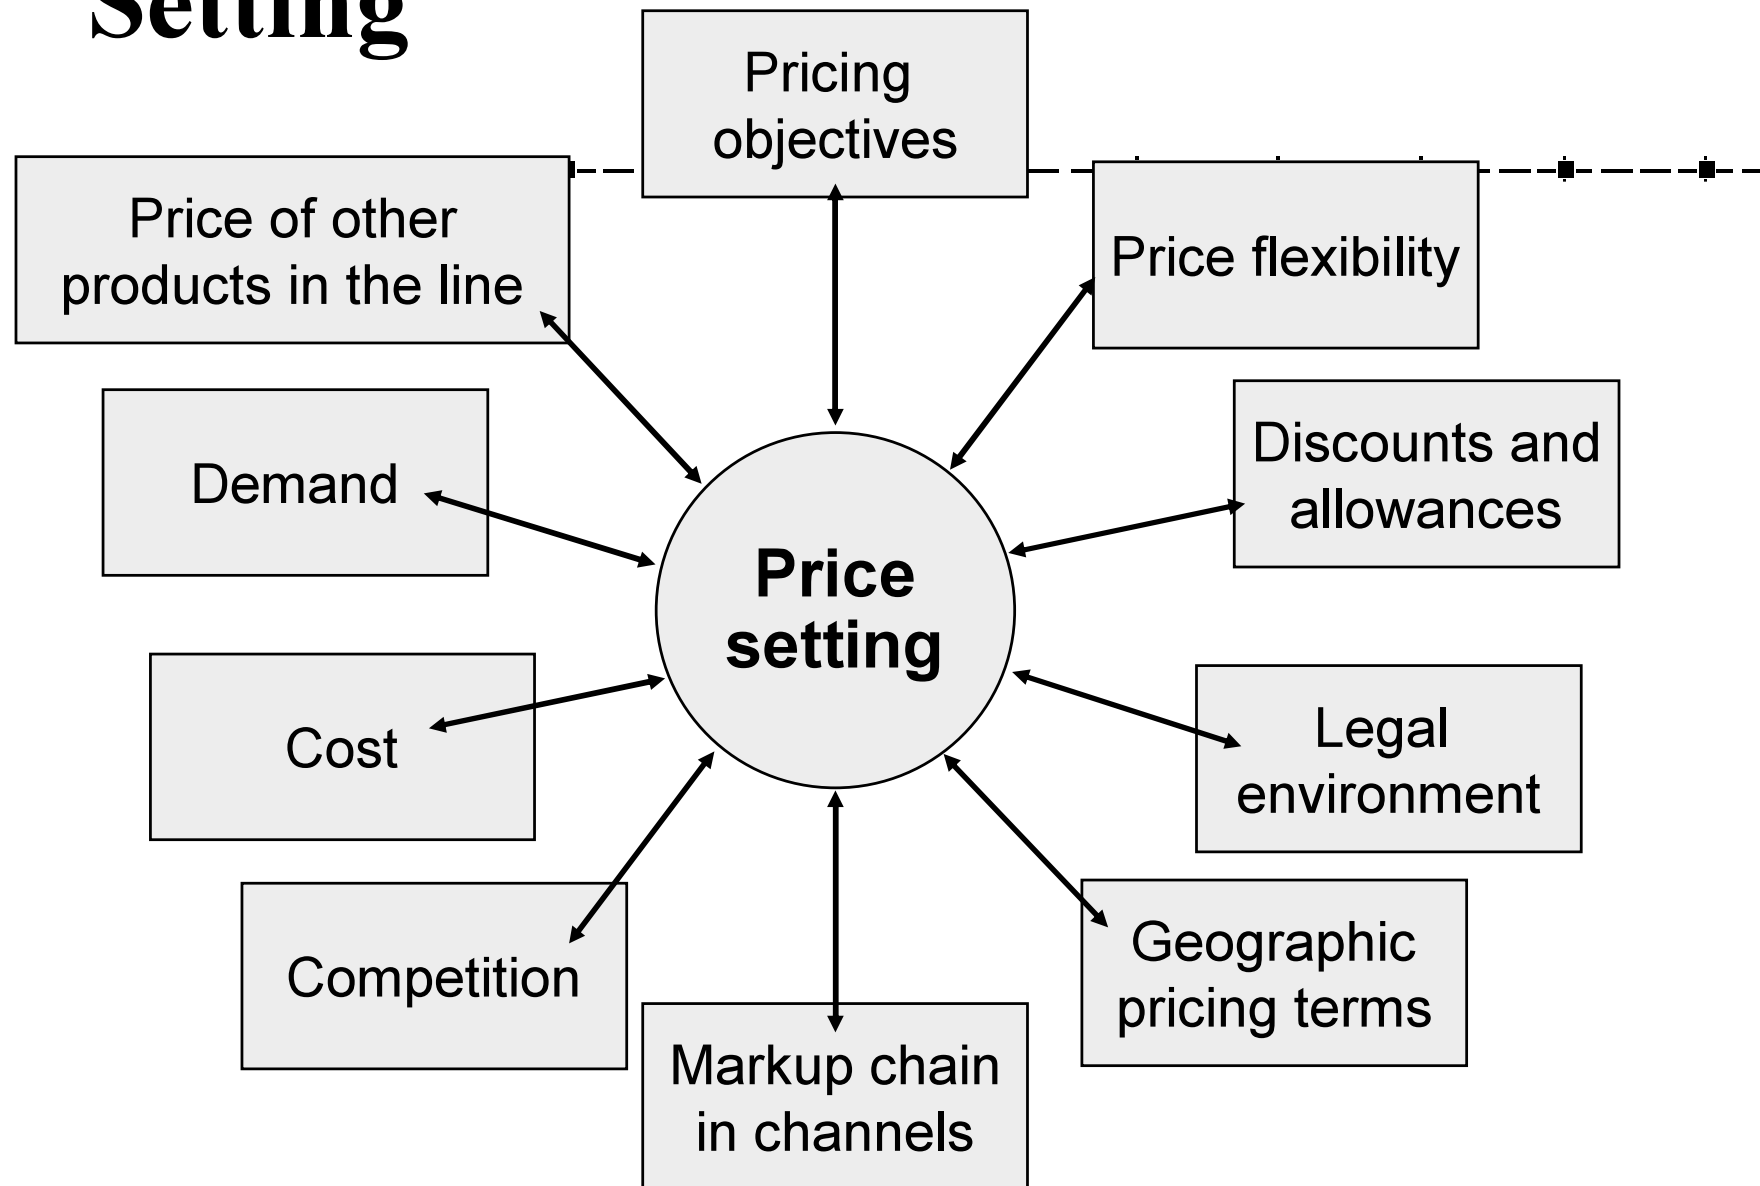 Setting
Pricing
objectives
Price of other
products in the line
Price flexibility
Demand
Discounts and
allowances
Price
setting
Cost
Legal
environment
Competition
Geographic
pricing terms
Markup chain
in channels